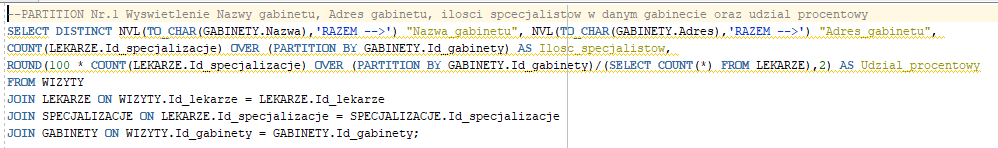 --PARTITION Nr.1 Wyswietlenie Nazwy gabinetu, Adres gabinetu, ilosci spcecjalistow w danym gabinecie oraz udzial procentowy
SELECT DISTINCT NVL(TO_CHAR(GABINETY.Nazwa),'RAZEM -->') "Nazwa_gabinetu", NVL(TO_CHAR(GABINETY.Adres),'RAZEM -->') "Adres_gabinetu",
COUNT(LEKARZE.Id_specjalizacje) OVER (PARTITION BY GABINETY.Id_gabinety) AS Ilosc_specjalistow,
ROUND(100 * COUNT(LEKARZE.Id_specjalizacje) OVER (PARTITION BY GABINETY.Id_gabinety)/(SELECT COUNT(*) FROM LEKARZE),2) AS Udzial_procentowy
FROM WIZYTY
JOIN LEKARZE ON WIZYTY.Id_lekarze = LEKARZE.Id_lekarze
JOIN SPECJALIZACJE ON LEKARZE.Id_specjalizacje = SPECJALIZACJE.Id_specjalizacje
JOIN GABINETY ON WIZYTY.Id_gabinety = GABINETY.Id_gabinety;